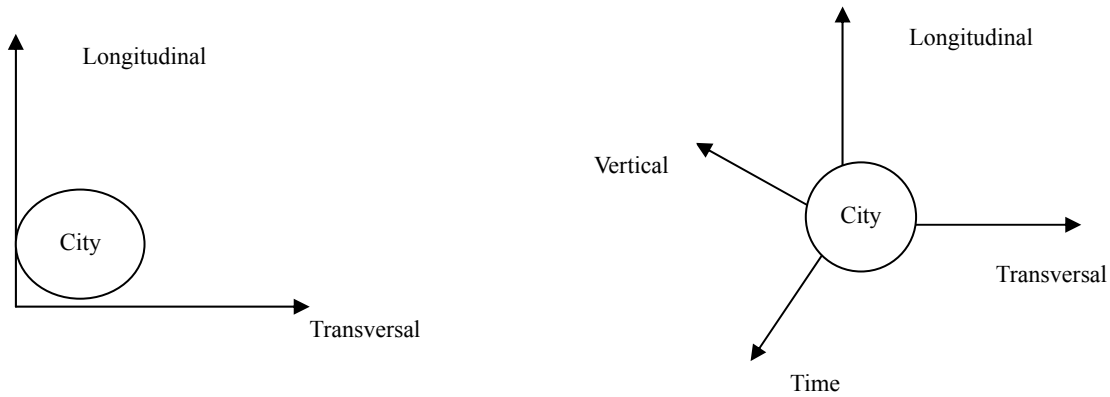 Longitudinal
City
Transversal
Longitudinal
Vertical
City
Transversal
Time